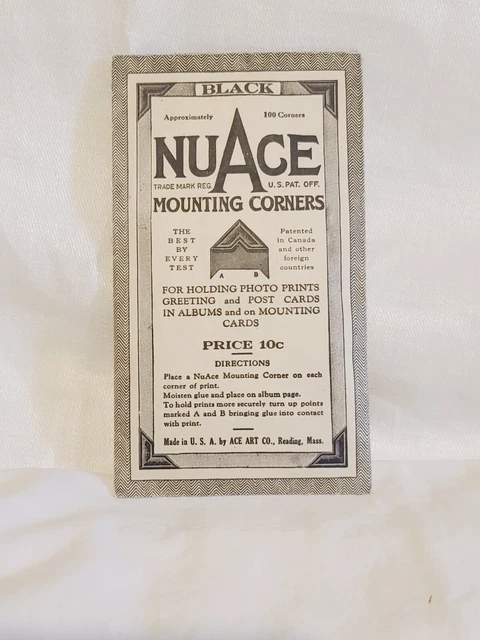 BLACK
Approximately 100 Corners
NUACE
TRADE MARK REG. U.S. PAT. OFF.
MOUNTING CORNERS
THE
BEST
BY
EVERY
TEST
Patented
in Canada
and other
foreign
countries
A B
FOR HOLDING PHOTO PRINTS
GREETING and POST CARDS
IN ALBUMS and on MOUNTING
CARDS
PRICE 10c
DIRECTIONS
Place a NuAce Mounting Corner on each
corner of print.
Moisten glue and place on album page.
To hold prints more securely turn up points
marked A and B bringing glue into contact
with print.
Made in U. S. A. by ACE ART CO., Reading, Mass.